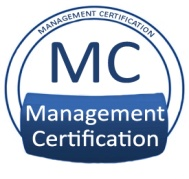 MANAGEMENT CERTIFICATION
MC
Management
Certification